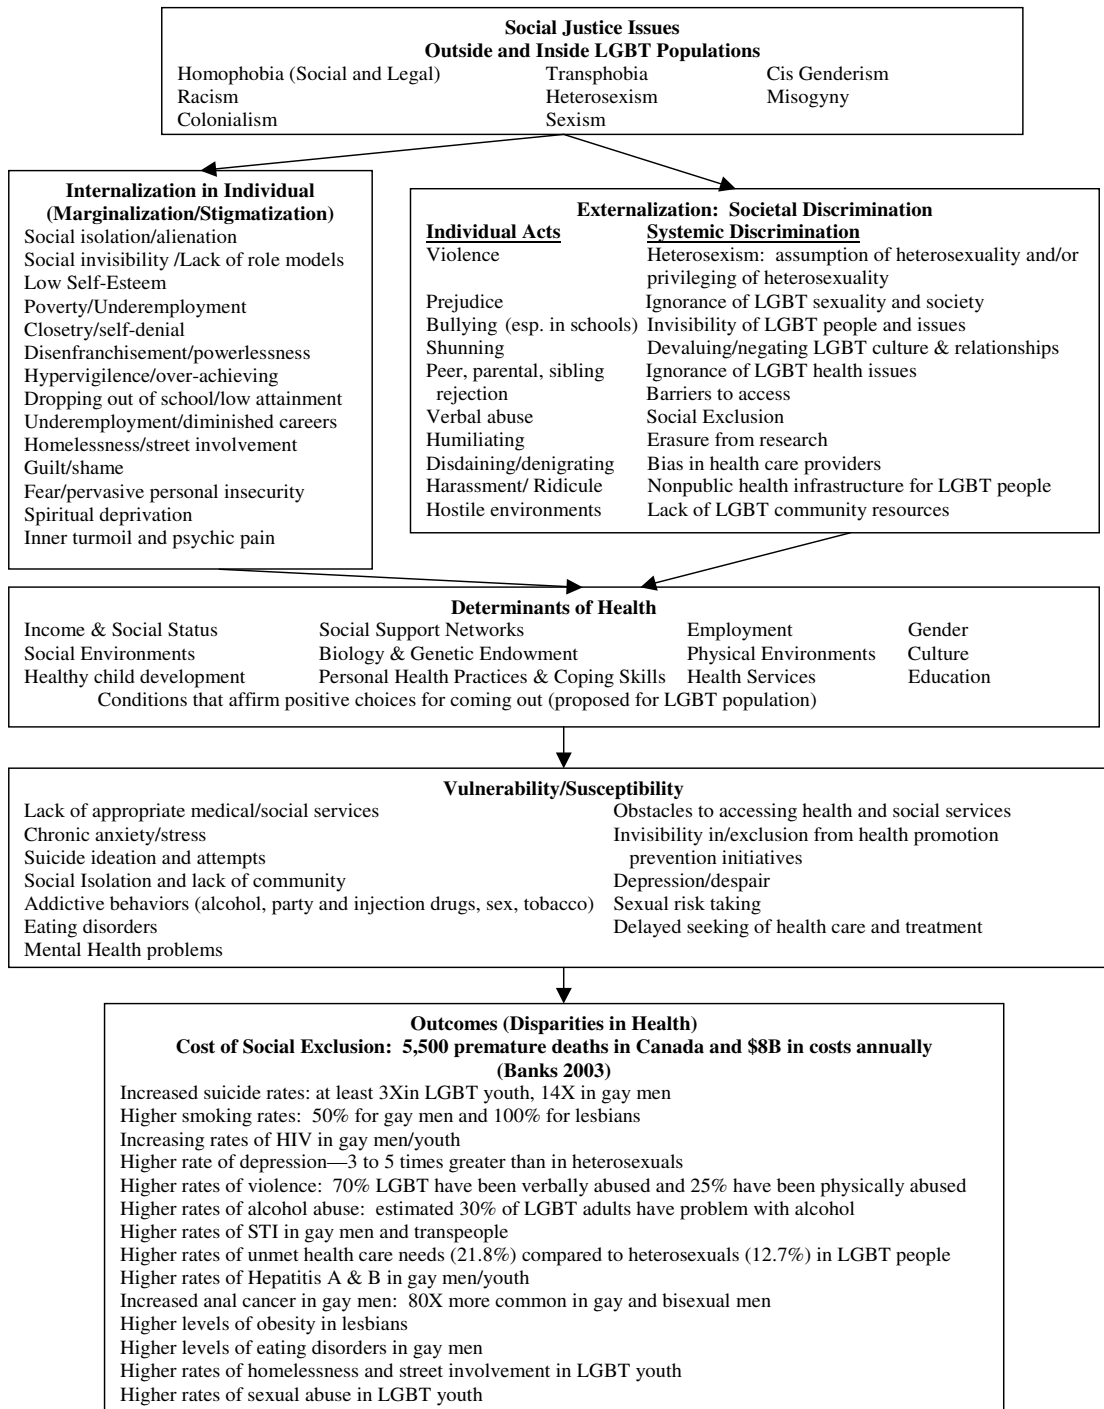 Social Justice Issues
Outside and Inside LGBT Populations
Homophobia (Social and Legal) Transphobia Cis Genderism
Racism Heterosexism Misogyny
Colonialism Sexism
Internalization in Individual
(Marginalization/Stigmatization)
Social isolation/alienation
Social invisibility /Lack of role models
Low Self-Esteem
Poverty/Underemployment
Closetry/self-denial
Disenfranchisement/powerlessness
Hypervigilence/over-achieving
Dropping out of school/low attainment
Underemployment/diminished careers
Homelessness/street involvement
Guilt/shame
Fear/pervasive personal insecurity
Spiritual deprivation
Inner turmoil and psychic pain
Externalization: Societal Discrimination
Individual Acts Systemic Discrimination
Violence Heterosexism: assumption of heterosexuality and/or
privileging of heterosexuality
Prejudice Ignorance of LGBT sexuality and society
Bullying (esp. in schools) Invisibility of LGBT people and issues
Shunning Devaluing/negating LGBT culture & relationships
Peer, parental, sibling Ignorance of LGBT health issues
rejection Barriers to access
Verbal abuse Social Exclusion
Humiliating Erasure from research
Disdaining/denigrating Bias in health care providers
Harassment/ Ridicule Nonpublic health infrastructure for LGBT people
Hostile environments Lack of LGBT community resources
Determinants of Health
Income & Social Status Social Support Networks Employment Gender
Social Environments Biology & Genetic Endowment Physical Environments Culture
Healthy child development Personal Health Practices & Coping Skills Health Services Education
Conditions that affirm positive choices for coming out (proposed for LGBT population)
Vulnerability/Susceptibility
Lack of appropriate medical/social services
Chronic anxiety/stress
Suicide ideation and attempts
Social Isolation and lack of community
Addictive behaviors (alcohol, party and injection drugs, sex, tobacco)
Eating disorders
Mental Health problems
Obstacles to accessing health and social services
Invisibility in/exclusion from health promotion
prevention initiatives
Depression/despair
Sexual risk taking
Delayed seeking of health care and treatment
Outcomes (Disparities in Health)
Cost of Social Exclusion: 5,500 premature deaths in Canada and $8B in costs annually
(Banks 2003)
Increased suicide rates: at least 3Xin LGBT youth, 14X in gay men
Higher smoking rates: 50% for gay men and 100% for lesbians
Increasing rates of HIV in gay men/youth
Higher rate of depression—3 to 5 times greater than in heterosexuals
Higher rates of violence: 70% LGBT have been verbally abused and 25% have been physically abused
Higher rates of alcohol abuse: estimated 30% of LGBT adults have problem with alcohol
Higher rates of STI in gay men and transpeople
Higher rates of unmet health care needs (21.8%) compared to heterosexuals (12.7%) in LGBT people
Higher rates of Hepatitis A & B in gay men/youth
Increased anal cancer in gay men: 80X more common in gay and bisexual men
Higher levels of obesity in lesbians
Higher levels of eating disorders in gay men
Higher rates of homelessness and street involvement in LGBT youth
Higher rates of sexual abuse in LGBT youth